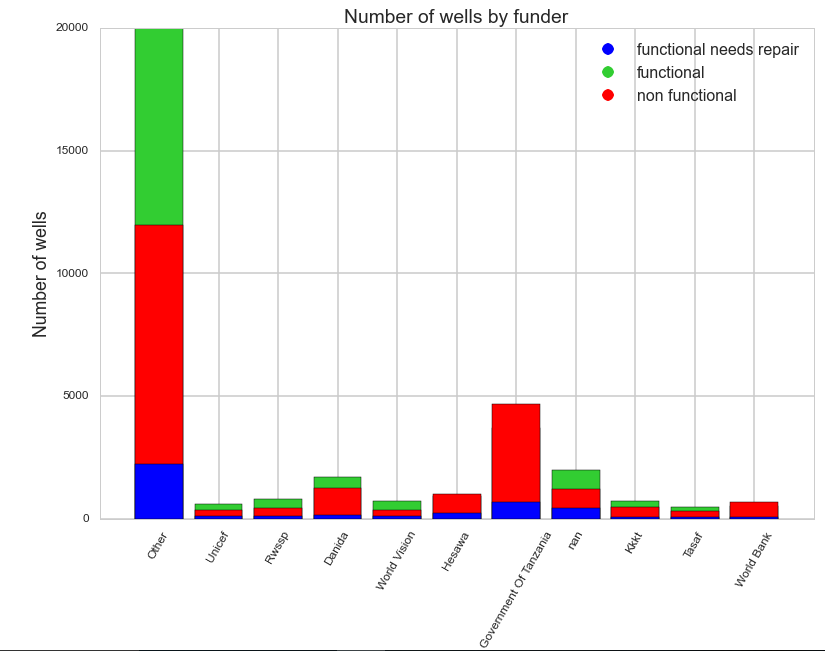 Number of wells by funder
functional needs repair
functional
non functional
Number of wells
20000
15000
10000
5000
0
Other
Unicef
Rwssp
Danida
World Vision
Hesawa
Government Of Tanzania
nan
Kkkt
Tasaf
World Bank